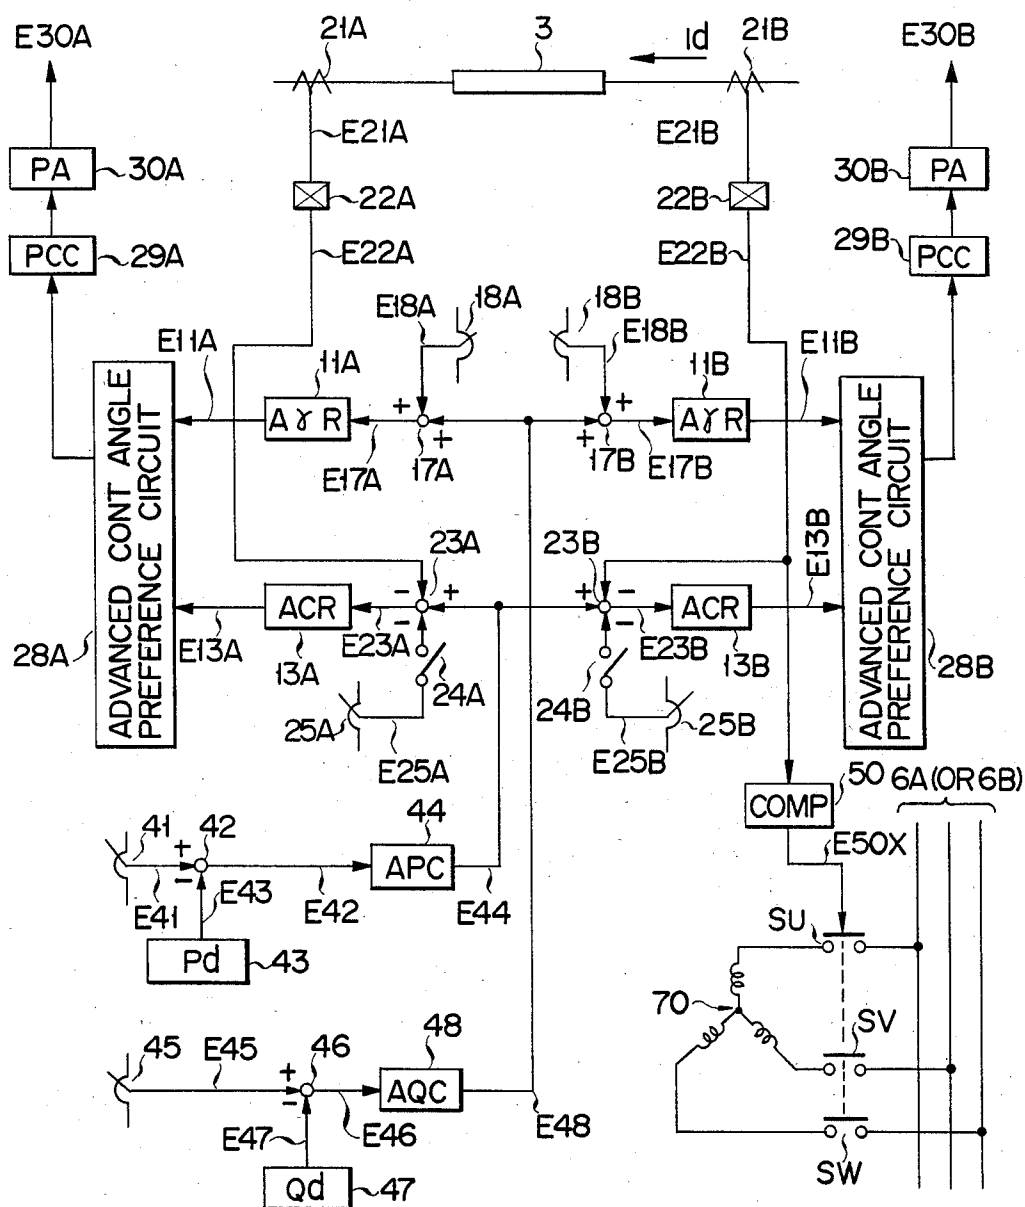 E30A
21A
3
Id
21B
E30B
E21A
E21B
PA
30A
22A
22B
30B
PA
PCC
29A
E22A
E22B
29B
PCC
E18A
18A
18B
E18B
E11A
11A
11B
E11B
AγR
+
+
17A
E17A
+
+
17B
E17B
AγR
ADVANCED CONT ANGLE
PREFERENCE CIRCUIT
ADVANCED CONT ANGLE
PREFERENCE CIRCUIT
23A
23B
E13B
ACR
−
+
−
+
−
−
ACR
28A
E13A
13A
E23A
E23B
13B
28B
24A
24B
25A
E25A
E25B
25B
COMP
50
6A (OR 6B)
E50X
41
+
42
44
−
E41
E43
E42
APC
E44
Pd
43
SU
70
SV
SW
45
E45
+
46
48
−
AQC
E47
E46
E48
Qd
47